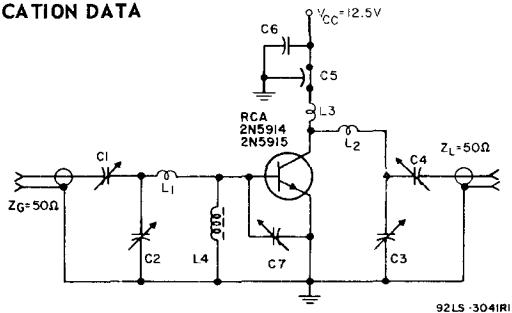 CATION DATA
VCC=12.5V
C6
C5
L3
RCA
2N5914
2N5915
L2
C1
C4
ZL=50Ω
L1
ZG=50Ω
C2
L4
C7
C3
92LS-3041R1